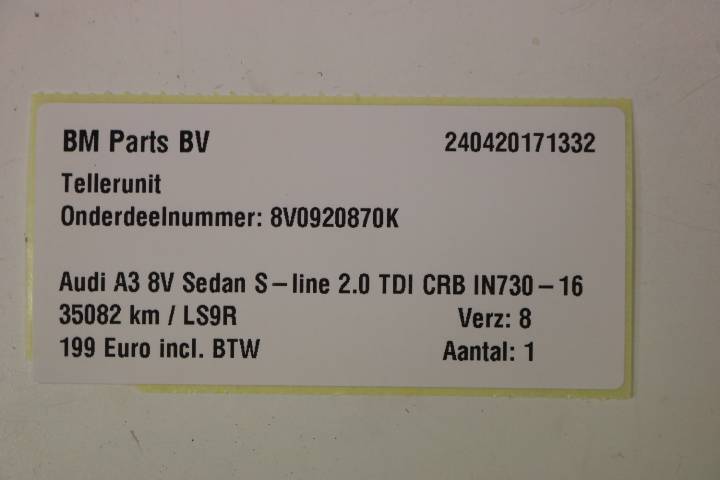 BM Parts BV 240420171332
Tellerunit
Onderdeelnummer: 8V0920870K
Audi A3 8V Sedan S-line 2.0 TDI CRB IN730-16
35082 km / LS9R Verz: 8
199 Euro incl. BTW Aantal: 1